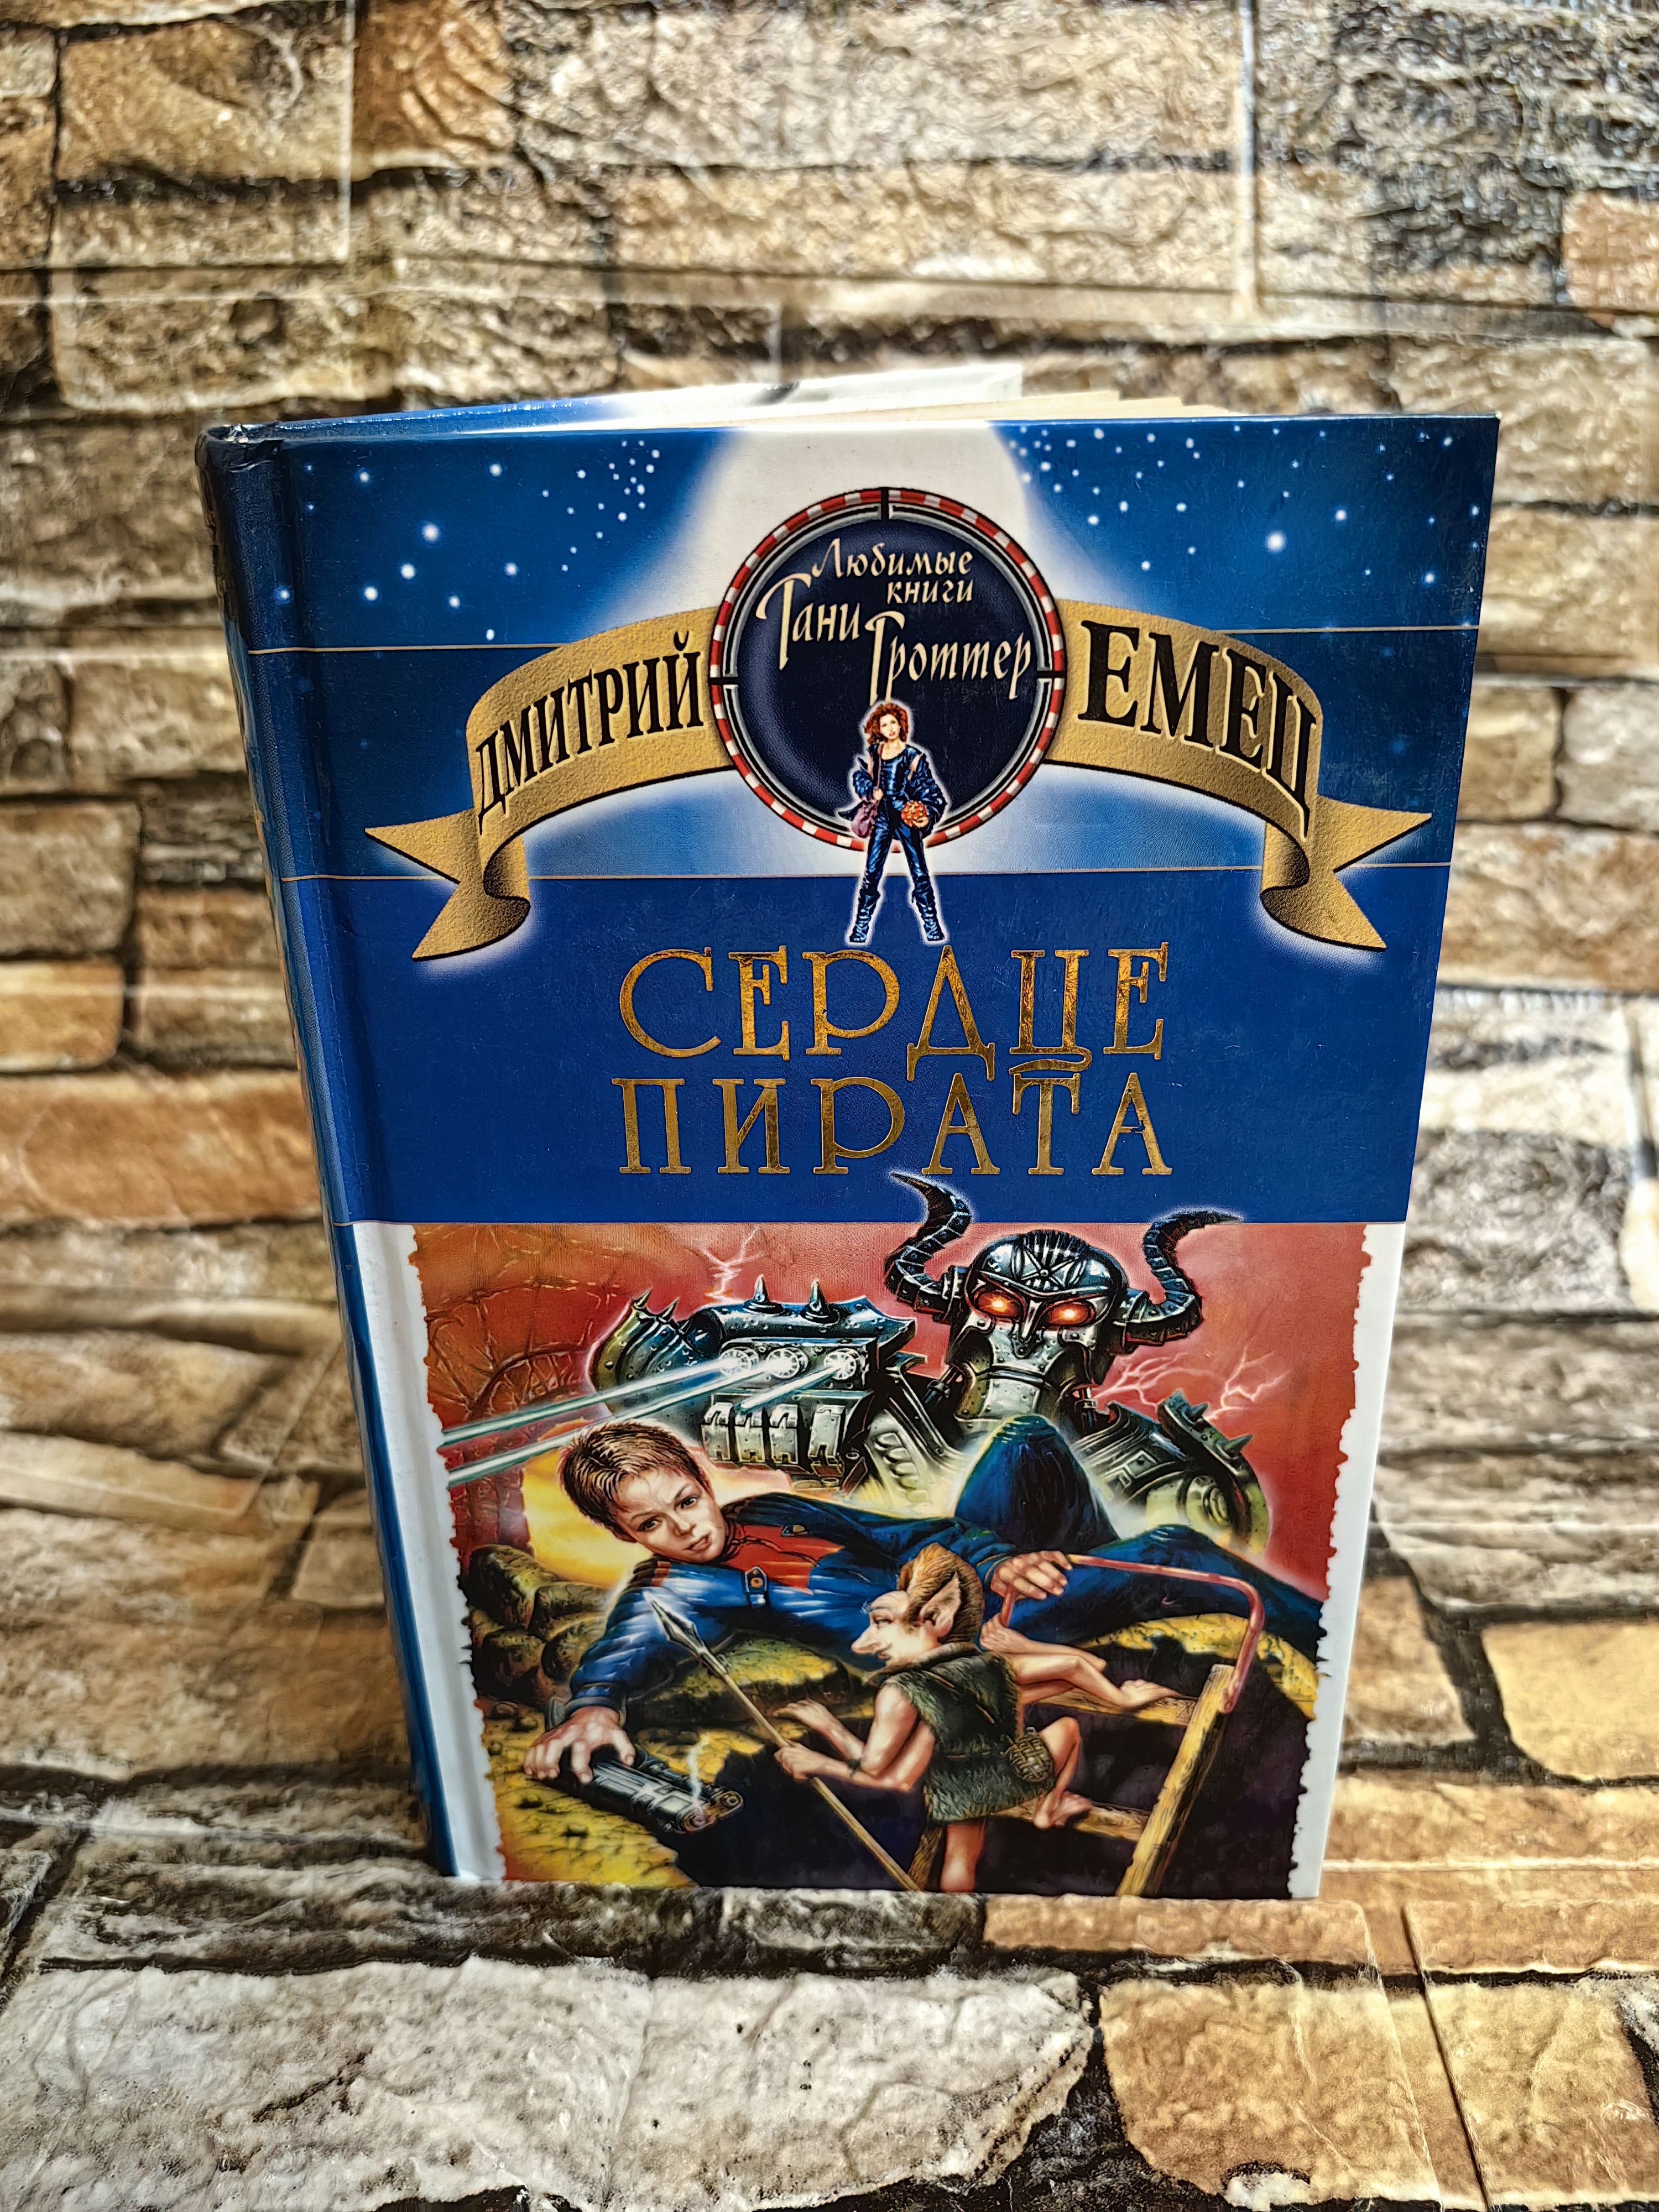 Любимые
книги
Тани
Гроттер
ДМИТРИЙ ЕМЕЦ
СЕРДЦЕ
ПИРАТА